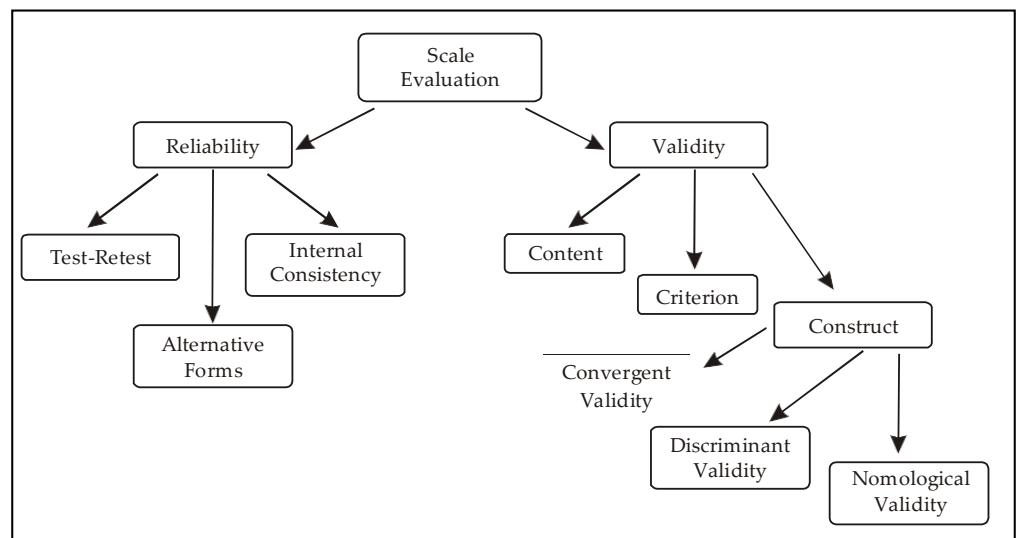 Scale
Evaluation
Reliability
Validity
Test-Retest
Internal
Consistency
Alternative
Forms
Content
Criterion
Construct
Convergent
Validity
Discriminant
Validity
Nomological
Validity